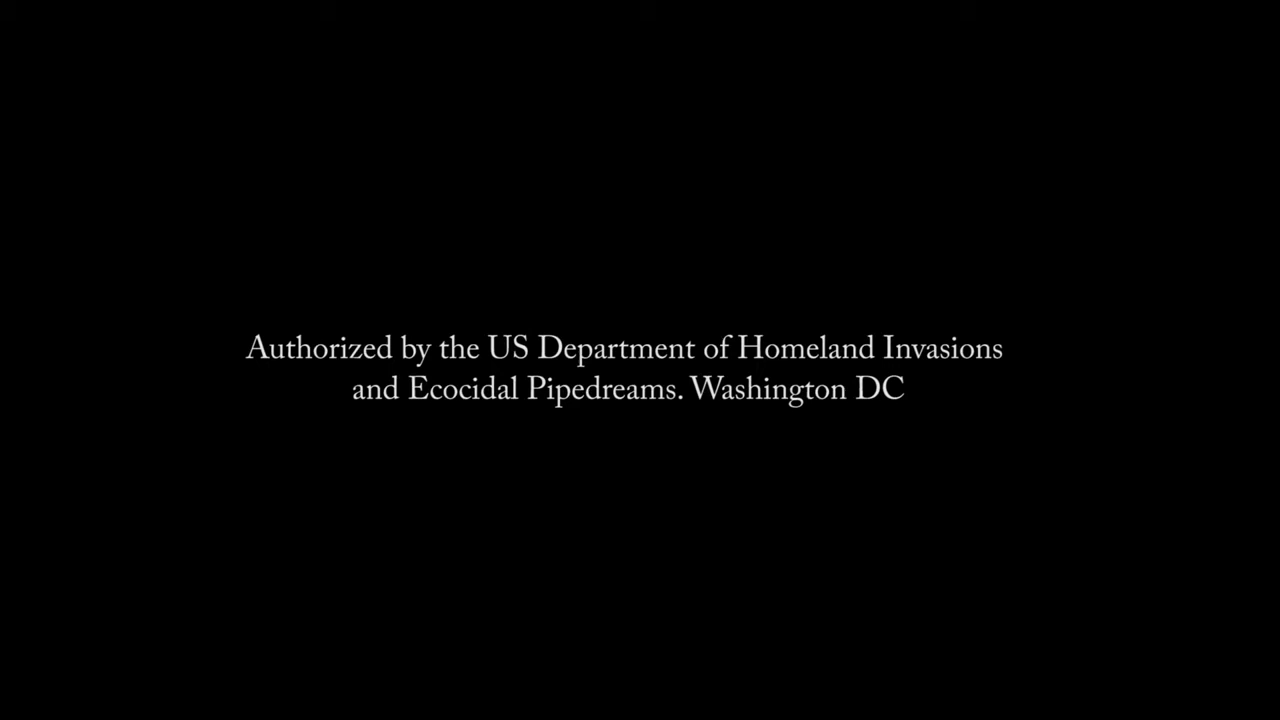 Authorized by the US Department of Homeland Invasions
and Ecocidal Pipedreams. Washington DC